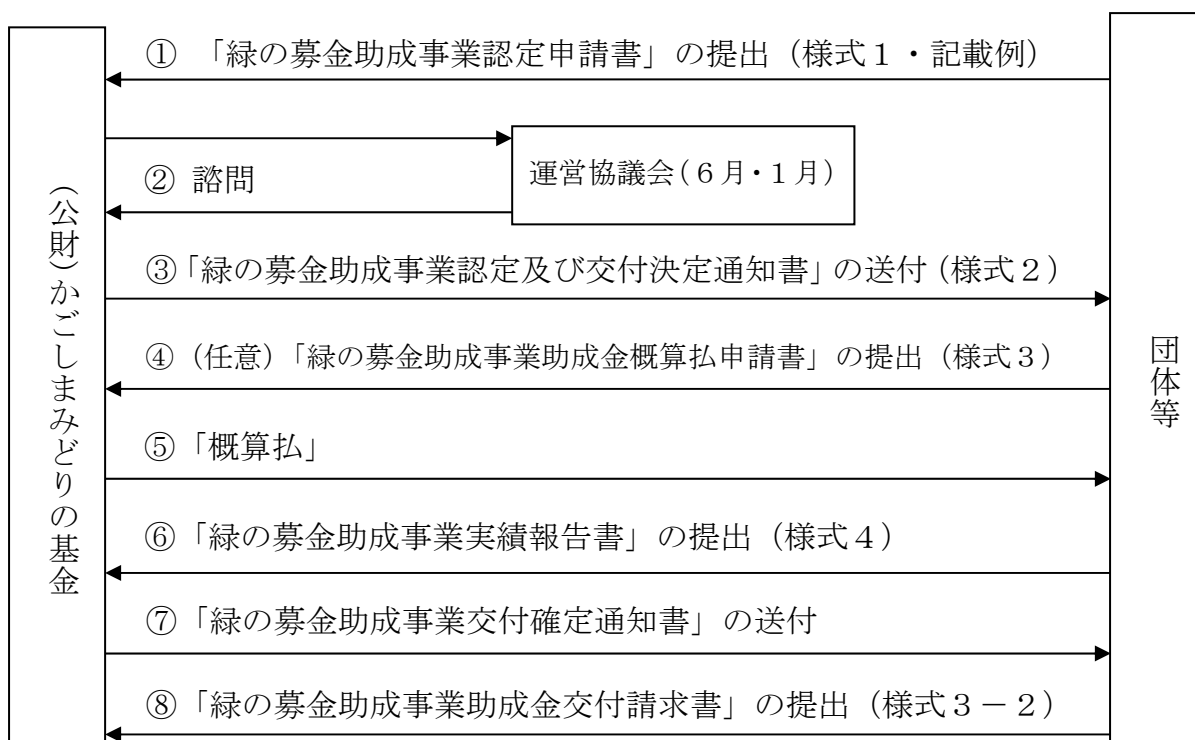 ① 「緑の募金助成事業認定申請書」の提出（様式１・記載例）
運営協議会（６月・１月）
② 諮問
③「緑の募金助成事業認定及び交付決定通知書」の送付（様式２）
④（任意）「緑の募金助成事業助成金概算払申請書」の提出（様式３）
⑤「概算払」
⑥「緑の募金助成事業実績報告書」の提出（様式４）
⑦「緑の募金助成事業交付確定通知書」の送付
⑧「緑の募金助成事業助成金交付請求書」の提出（様式３－２）
（公財）かごしまみどりの基金
団体等